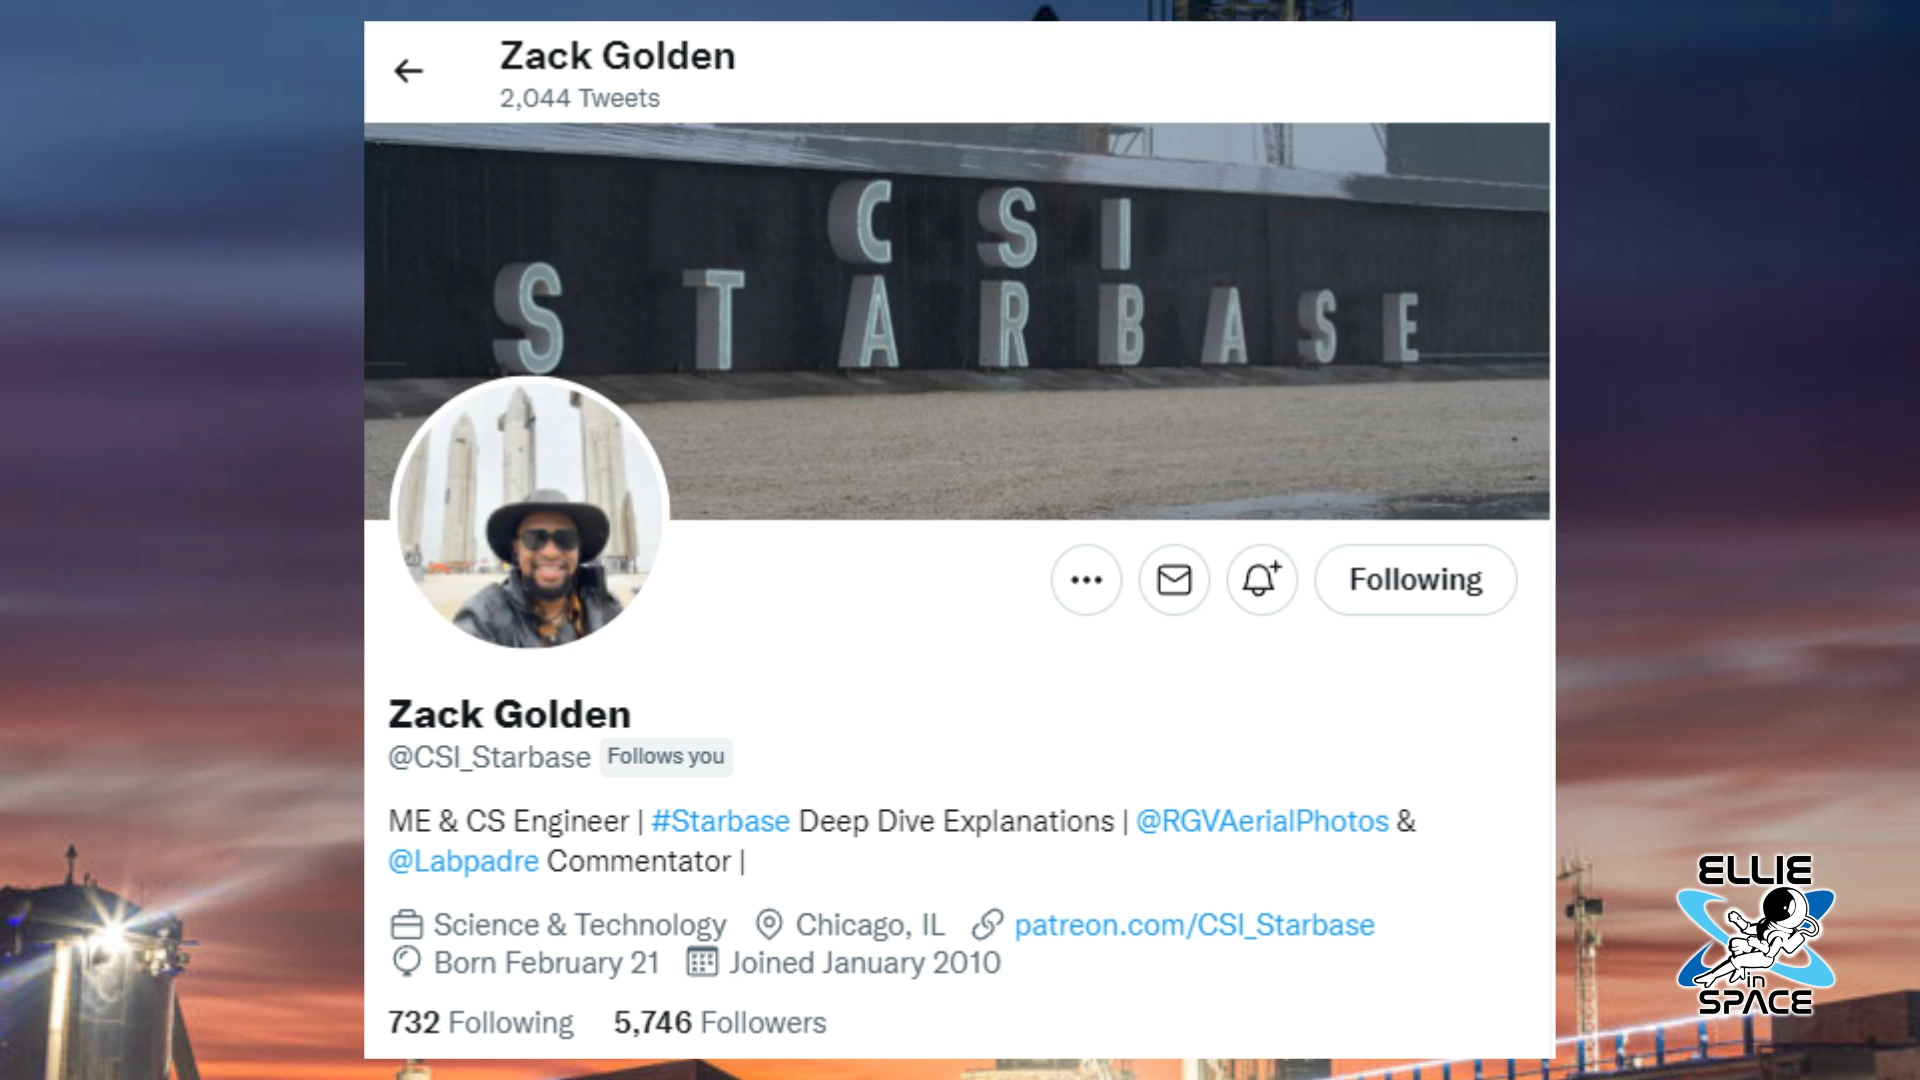 Zack Golden
2,044 Tweets
CSI
STARBASE
Following
Zack Golden
@CSI_Starbase Follows you
ME & CS Engineer | #Starbase Deep Dive Explanations | @RGVAerialPhotos &
@Labpadre Commentator |
Science & Technology Chicago, IL patreon.com/CSI_Starbase
Born February 21 Joined January 2010
732 Following 5,746 Followers
ELLIE
in
SPACE